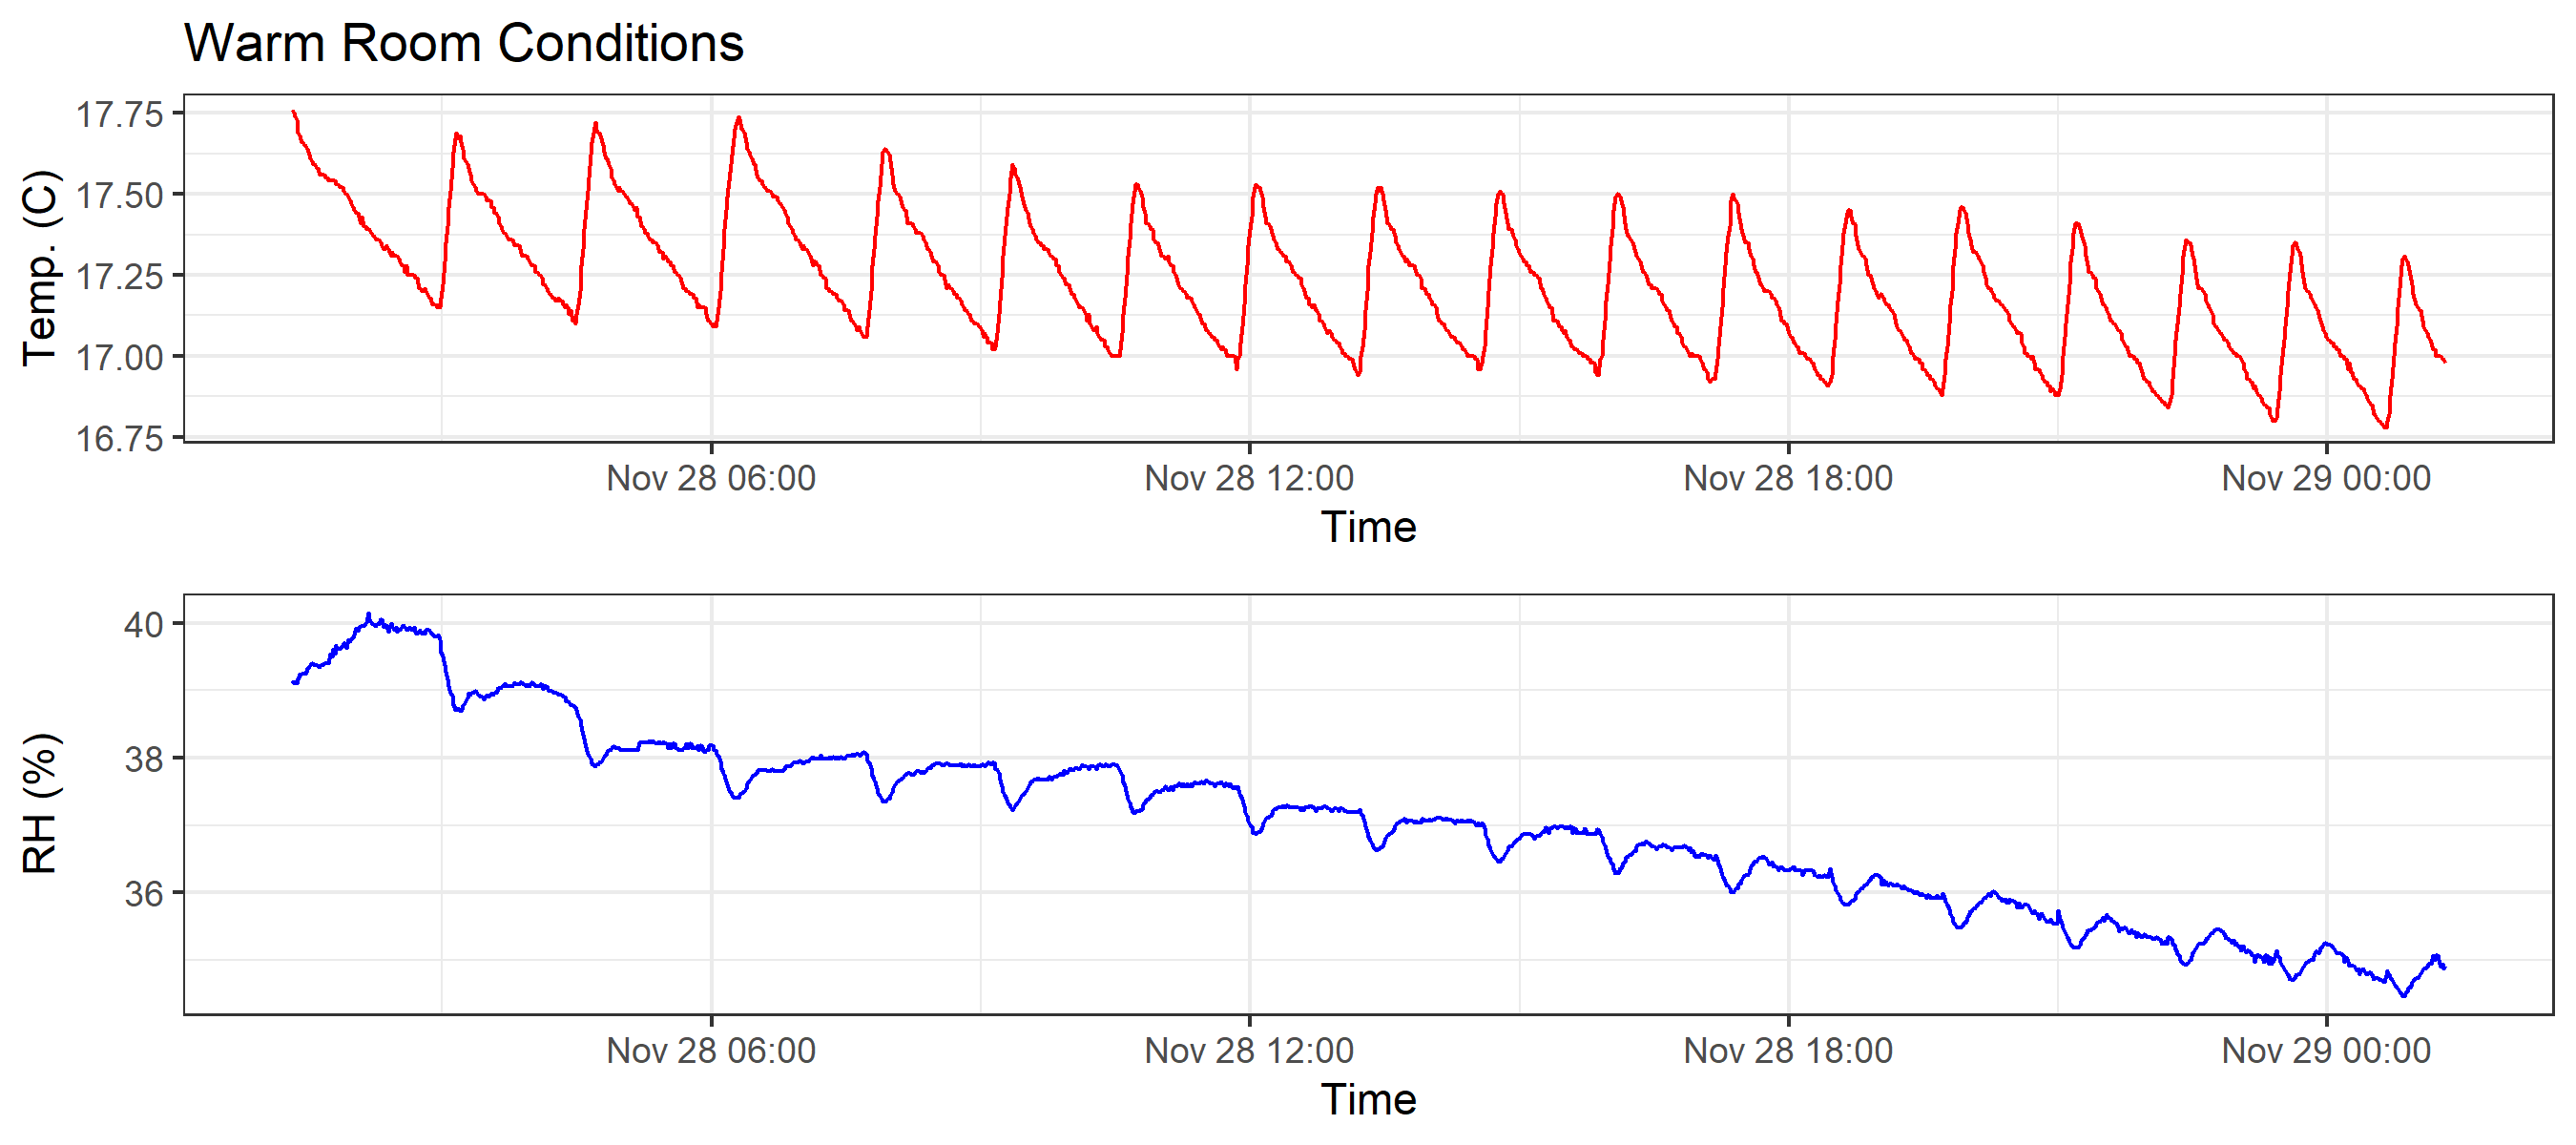 Warm Room Conditions
Temp. (C)
17.75
17.50
17.25
17.00
16.75
Nov 28 06:00 Nov 28 12:00 Nov 28 18:00 Nov 29 00:00
Time
RH (%)
40
38
36
Nov 28 06:00 Nov 28 12:00 Nov 28 18:00 Nov 29 00:00
Time